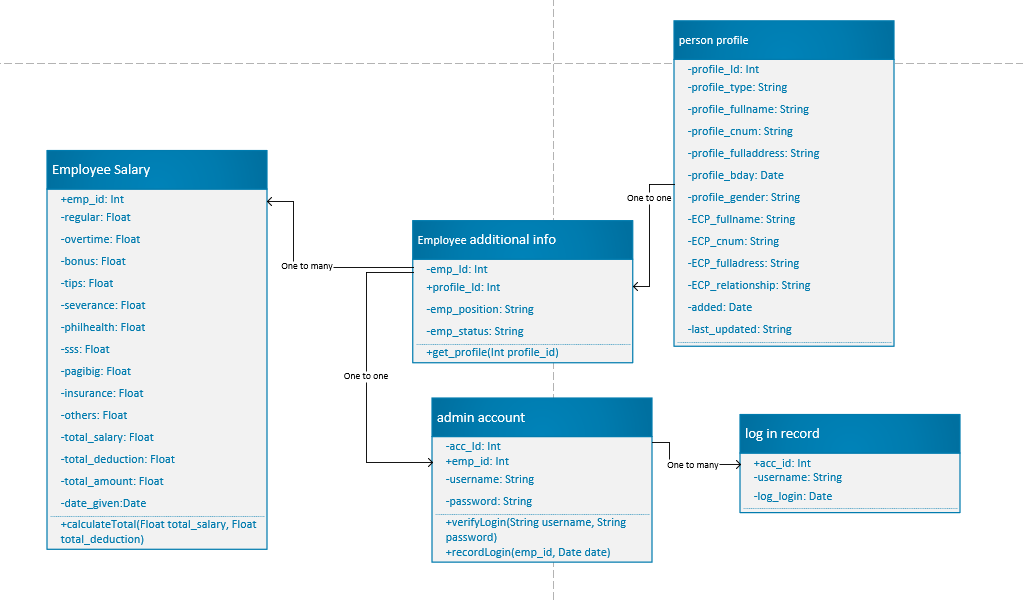 person profile
-profile_Id: Int
-profile_type: String
-profile_fullname: String
-profile_cnum: String
-profile_fulladdress: String
-profile_bday: Date
-profile_gender: String
-ECP_fullname: String
-ECP_cnum: String
-ECP_fulladress: String
-ECP_relationship: String
-added: Date
-last_updated: String
One to one
Employee Salary
+emp_id: Int
-regular: Float
-overtime: Float
-bonus: Float
-tips: Float
-severance: Float
-philhealth: Float
-sss: Float
-pagibig: Float
-insurance: Float
-others: Float
-total_salary: Float
-total_deduction: Float
-total_amount: Float
-date_given:Date
+calculateTotal(Float total_salary, Float
total_deduction)
One to many
Employee additional info
-emp_Id: Int
+profile_Id: Int
-emp_position: String
-emp_status: String
+get_profile(Int profile_id)
One to one
admin account
-acc_Id: Int
+emp_id: Int
-username: String
-password: String
+verifyLogin(String username, String
password)
+recordLogin(emp_id, Date date)
One to many
log in record
+acc_id: Int
-username: String
-log_login: Date